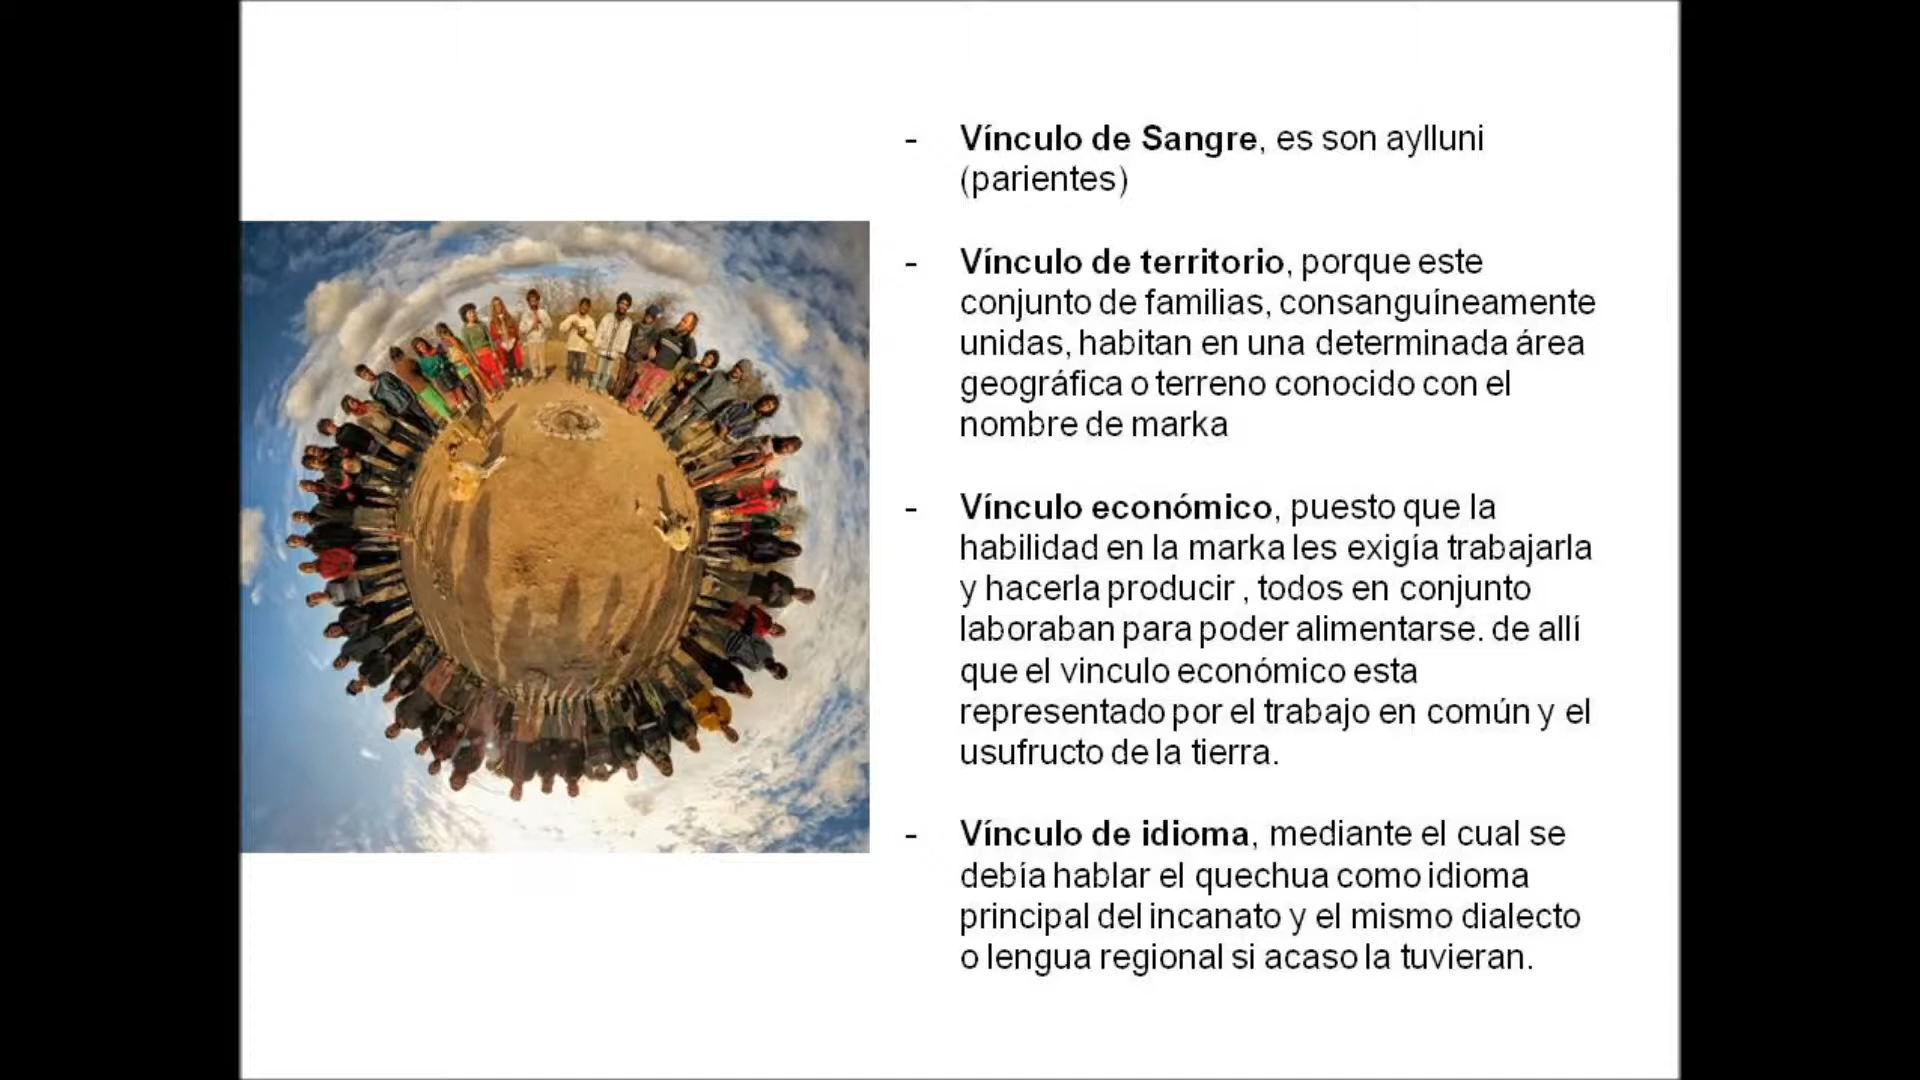 - Vínculo de Sangre, es son aylluni
(parientes)
- Vínculo de territorio, porque este
conjunto de familias, consanguíneamente
unidas, habitan en una determinada área
geográfica o terreno conocido con el
nombre de marka
- Vínculo económico, puesto que la
habilidad en la marka les exigía trabajarla
y hacerla producir , todos en conjunto
laboraban para poder alimentarse. de allí
que el vinculo económico esta
representado por el trabajo en común y el
usufructo de la tierra.
- Vínculo de idioma, mediante el cual se
debía hablar el quechua como idioma
principal del incanato y el mismo dialecto
o lengua regional si acaso la tuvieran.